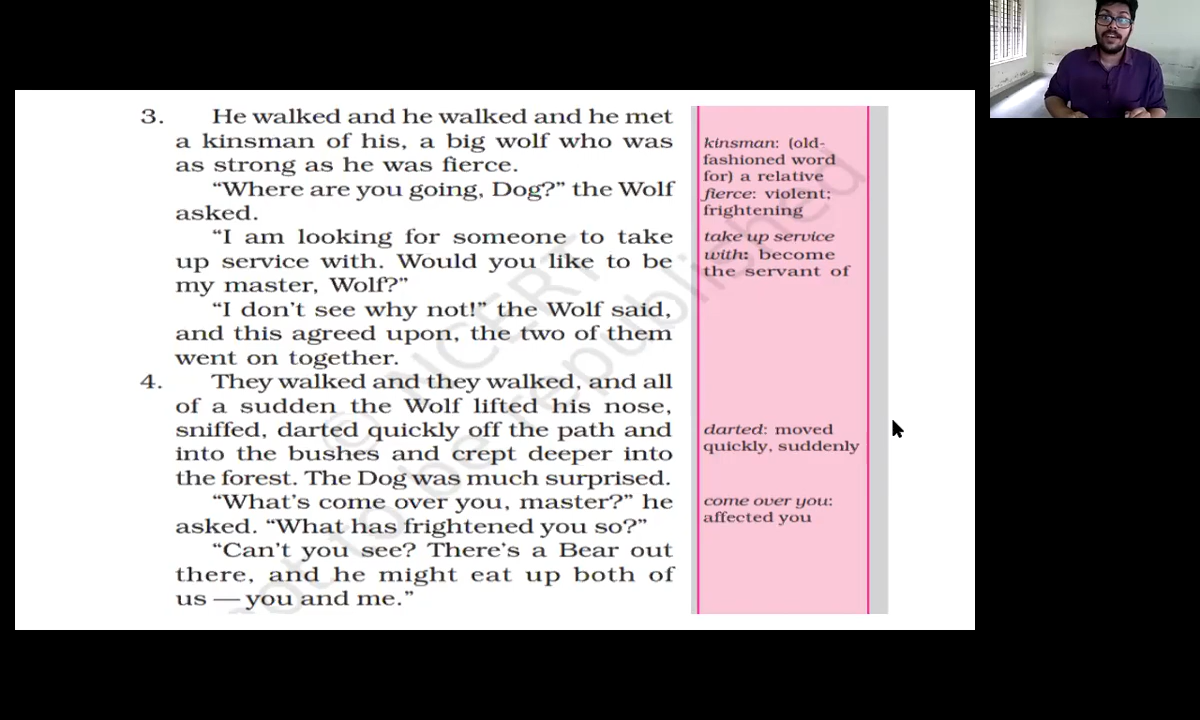 3. He walked and he walked and he met
a kinsman of his, a big wolf who was
as strong as he was fierce.
“Where are you going, Dog?” the Wolf
asked.
“I am looking for someone to take
up service with. Would you like to be
my master, Wolf?”
“I don’t see why not!” the Wolf said,
and this agreed upon, the two of them
went on together.
4. They walked and they walked, and all
of a sudden the Wolf lifted his nose,
sniffed, darted quickly off the path and
into the bushes and crept deeper into
the forest. The Dog was much surprised.
“What’s come over you, master?” he
asked. “What has frightened you so?”
“Can’t you see? There’s a Bear out
there, and he might eat up both of
us — you and me.”
kinsman: (old-
fashioned word
for) a relative
fierce: violent;
frightening
take up service
with: become
the servant of
darted: moved
quickly, suddenly
come over you:
affected you
© NCERT
not to be republished